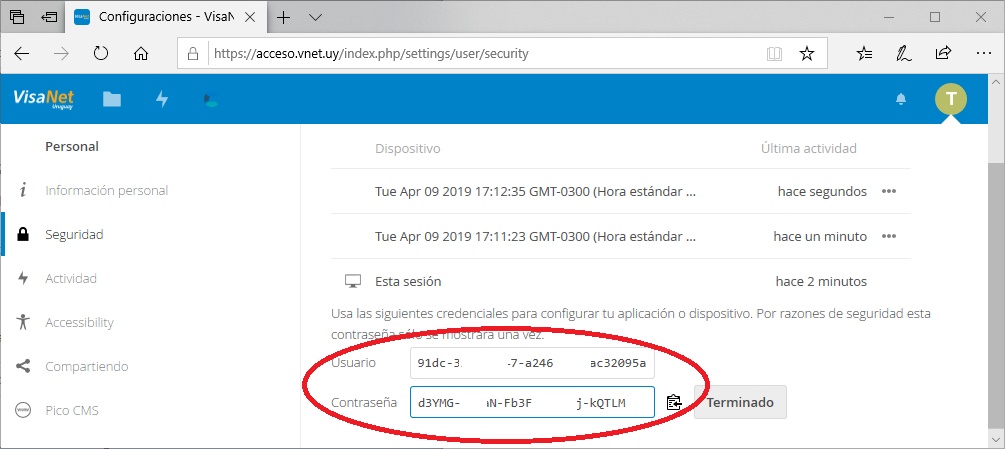 Configuraciones - VisaN
https://acceso.vnet.uy/index.php/settings/user/security
VisaNet
Uruguay
T
Personal
Información personal
Seguridad
Actividad
Accessibility
Compartiendo
Pico CMS
Dispositivo Última actividad
Tue Apr 09 2019 17:12:35 GMT-0300 (Hora estándar ... hace segundos
Tue Apr 09 2019 17:11:23 GMT-0300 (Hora estándar ... hace un minuto
Esta sesión hace 2 minutos
Usa las siguientes credenciales para configurar tu aplicación o dispositivo. Por razones de seguridad esta
contraseña sólo se mostrará una vez.
Usuario 91dc-3 -7-a246 ac32095a
Contraseña d3YMG- N-Fb3F j-kQTLM Terminado